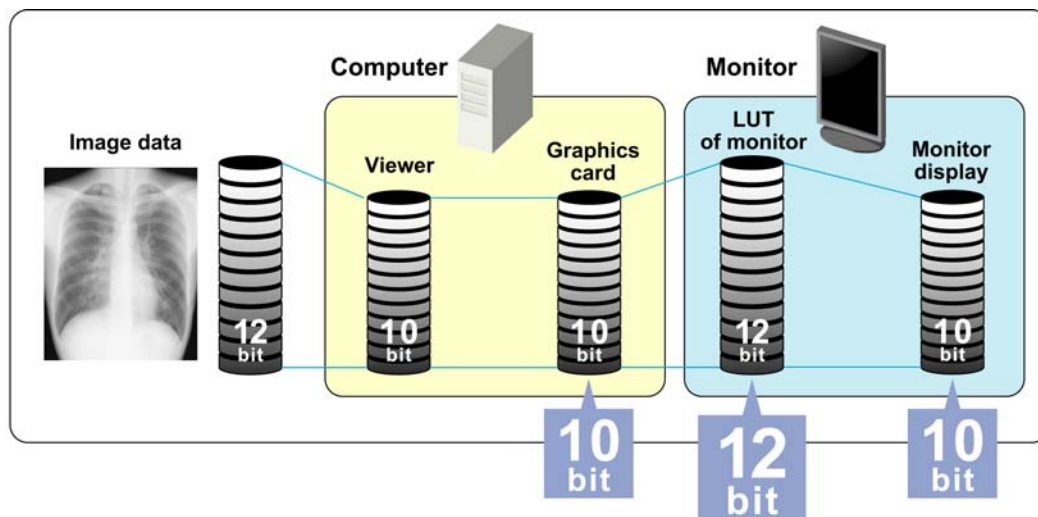 Computer
Monitor
Image data
Viewer
Graphics
card
LUT
of monitor
Monitor
display
12
bit
10
bit
10
bit
12
bit
10
bit
10
bit
12
bit
10
bit